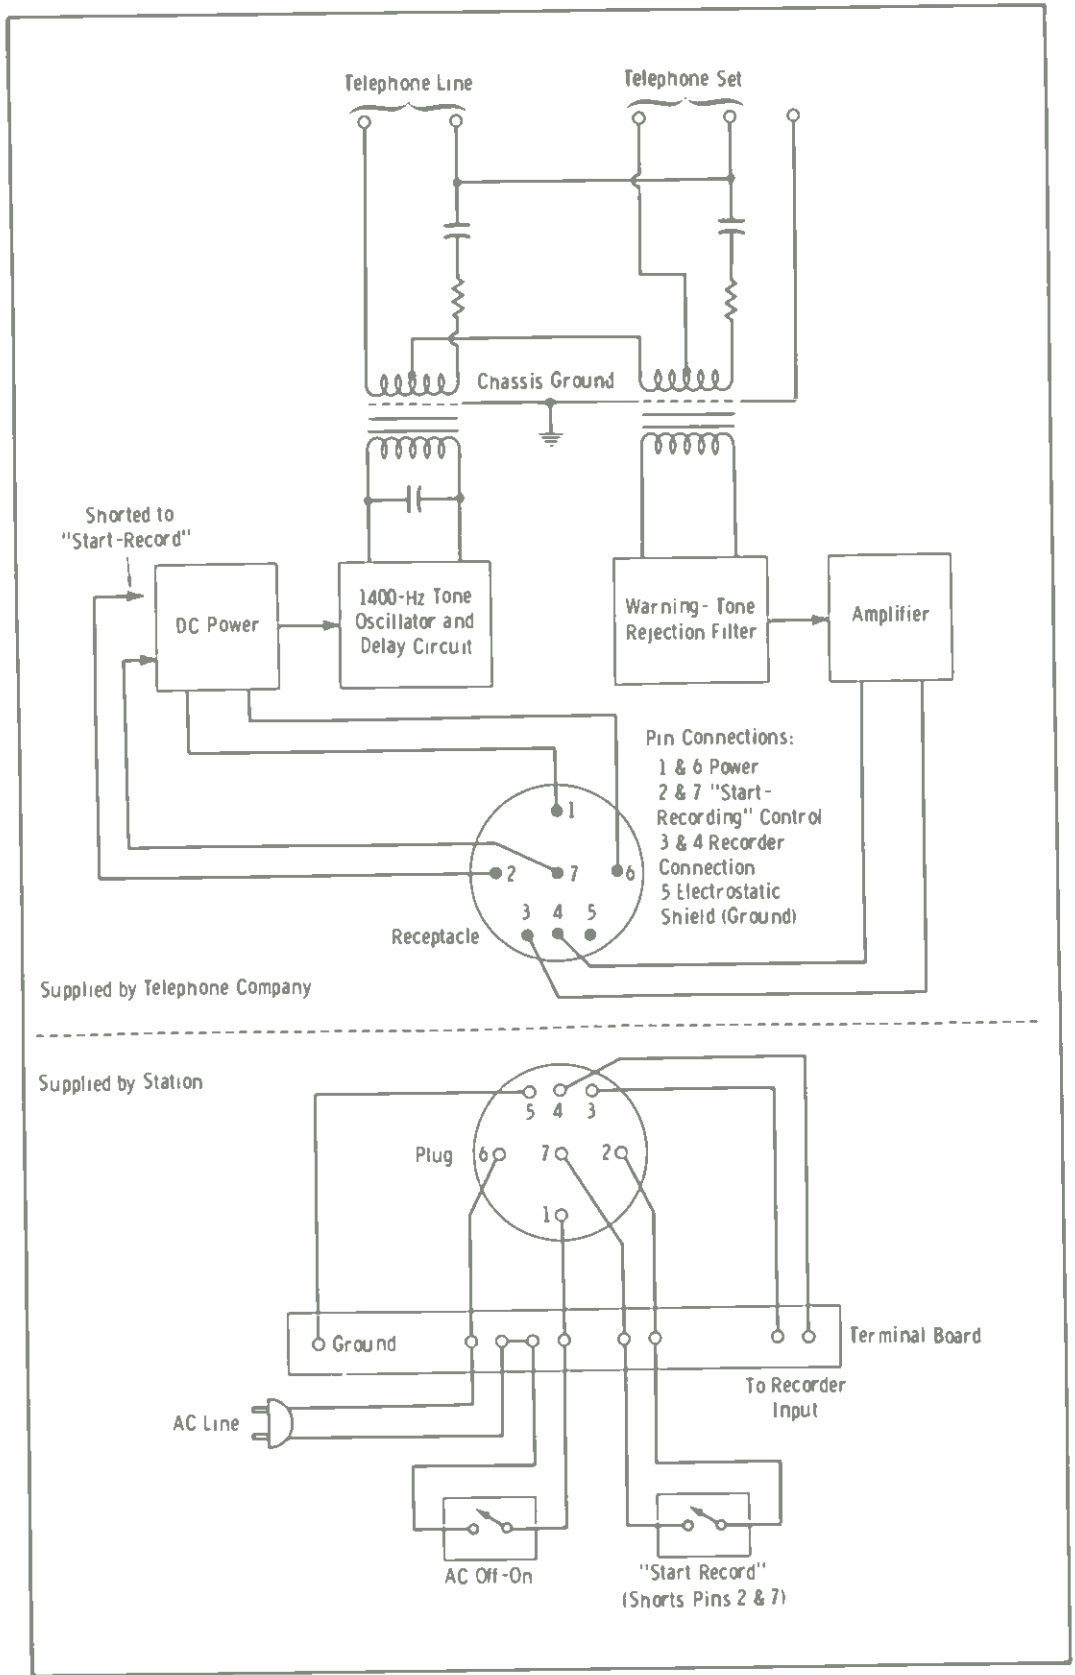 Telephone Line
Telephone Set
Chassis Ground
Shorted to
"Start-Record"
DC Power
1400-Hz Tone
Oscillator and
Delay Circuit
Warning-Tone
Rejection Filter
Amplifier
Pin Connections:
1 & 6 Power
2 & 7 "Start-
Recording" Control
3 & 4 Recorder
Connection
5 Electrostatic
Shield (Ground)
1
2
7
6
3 4 5
Receptacle
Supplied by Telephone Company
Supplied by Station
5 4 3
Plug
6
7
2
1
Ground
Terminal Board
To Recorder
Input
AC Line
AC Off-On
"Start Record"
(Shorts Pins 2 & 7)